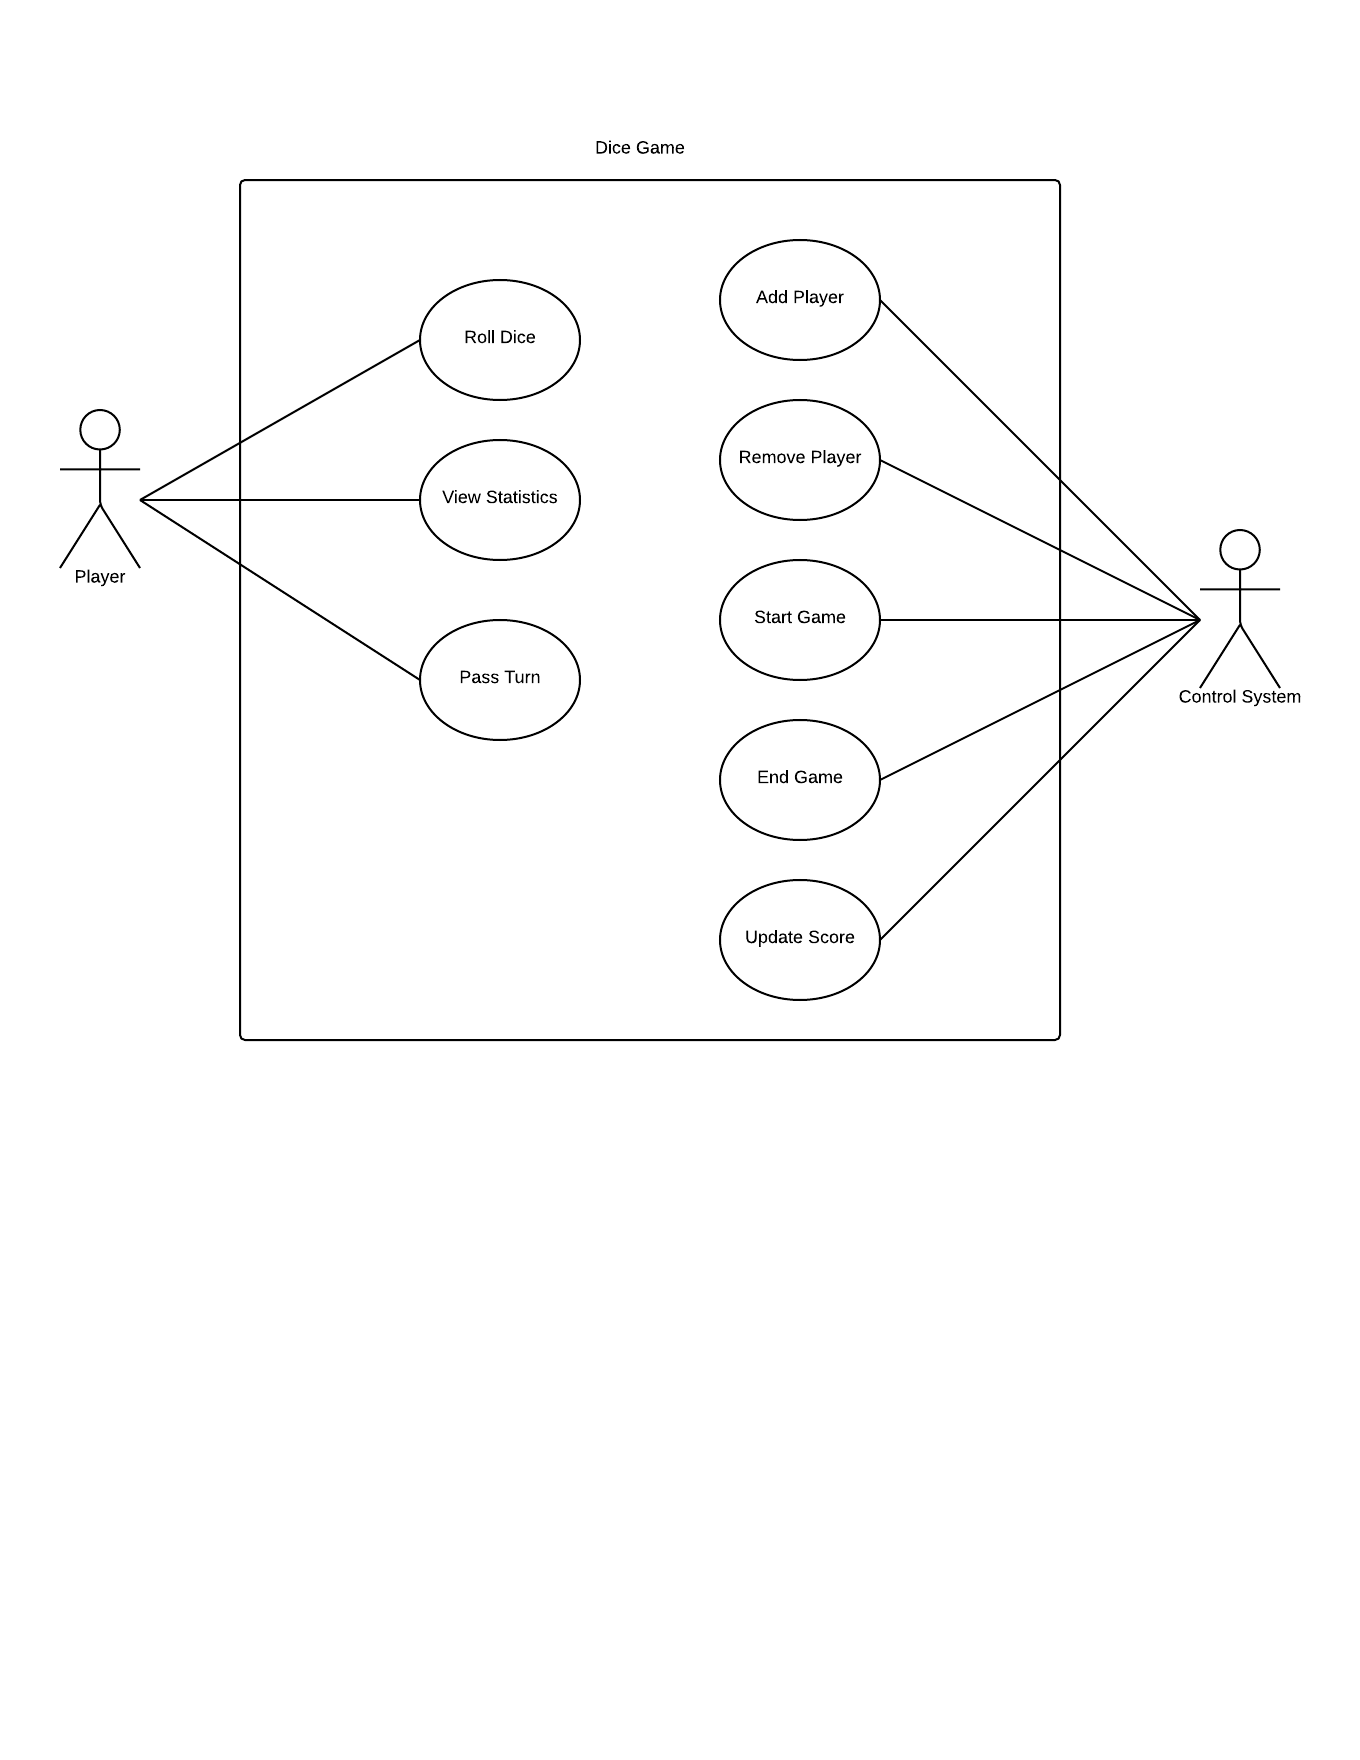 Dice Game
Add Player
Roll Dice
Remove Player
View Statistics
Player
Start Game
Pass Turn
Control System
End Game
Update Score